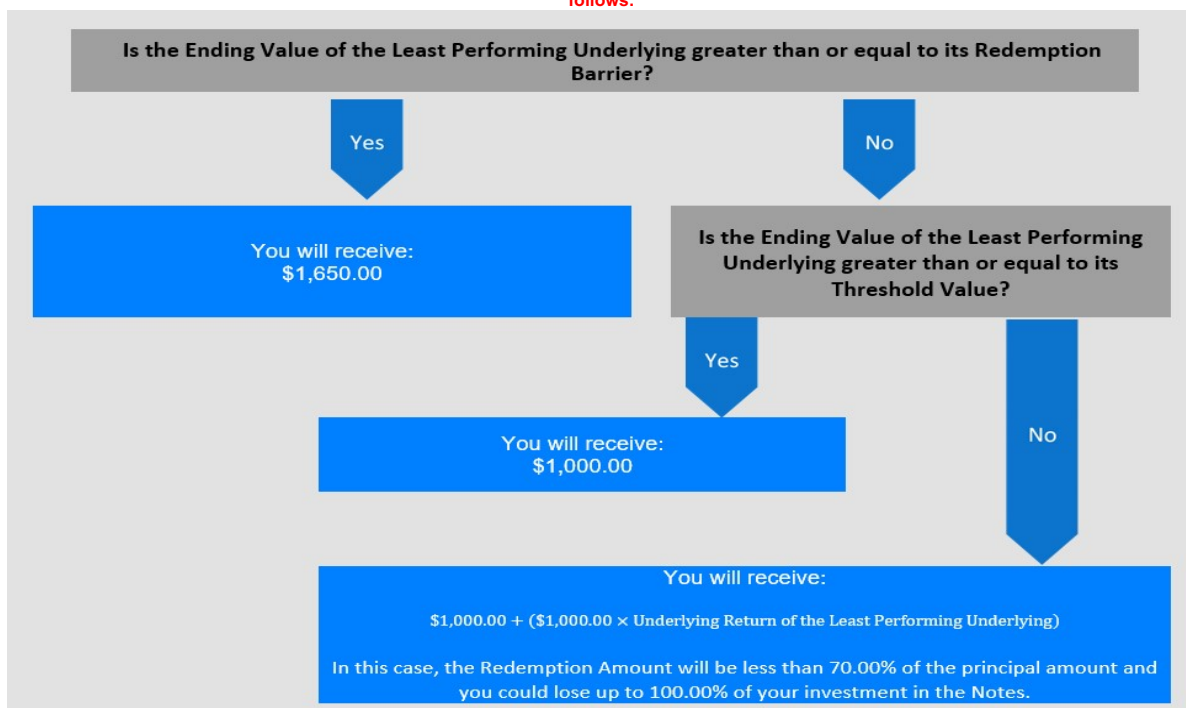 follows:
Is the Ending Value of the Least Performing Underlying greater than or equal to its Redemption
Barrier?
Yes
No
You will receive:
$1,650.00
Is the Ending Value of the Least Performing
Underlying greater than or equal to its
Threshold Value?
Yes
No
You will receive:
$1,000.00
You will receive:
$1,000.00 + ($1,000.00 × Underlying Return of the Least Performing Underlying)
In this case, the Redemption Amount will be less than 70.00% of the principal amount and
you could lose up to 100.00% of your investment in the Notes.